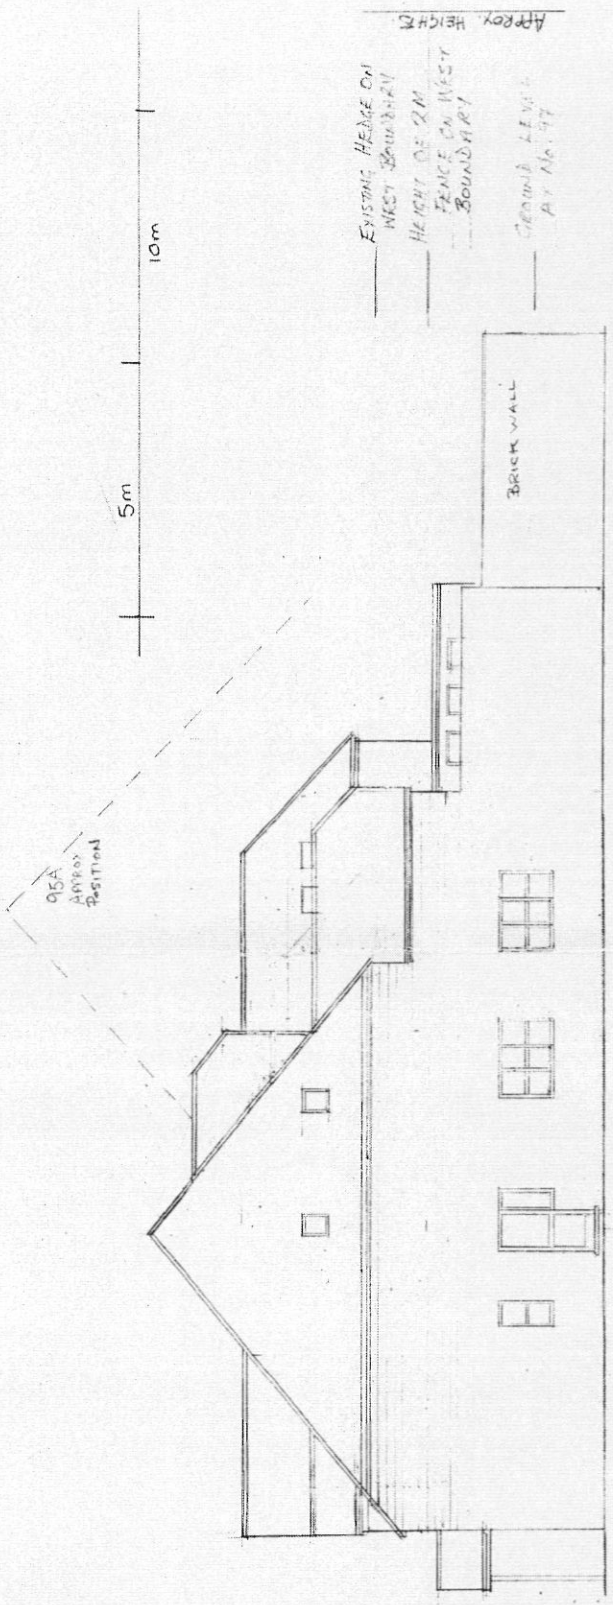 10m
5m
95A
APPROX
POSITION
APPROX. HEIGHTS
EXISTING HEDGE ON
WEST BOUNDARY
HEIGHT OF 2M
FENCE ON WEST
BOUNDARY
GROUND LEVEL
AT No. 97
BRICK WALL